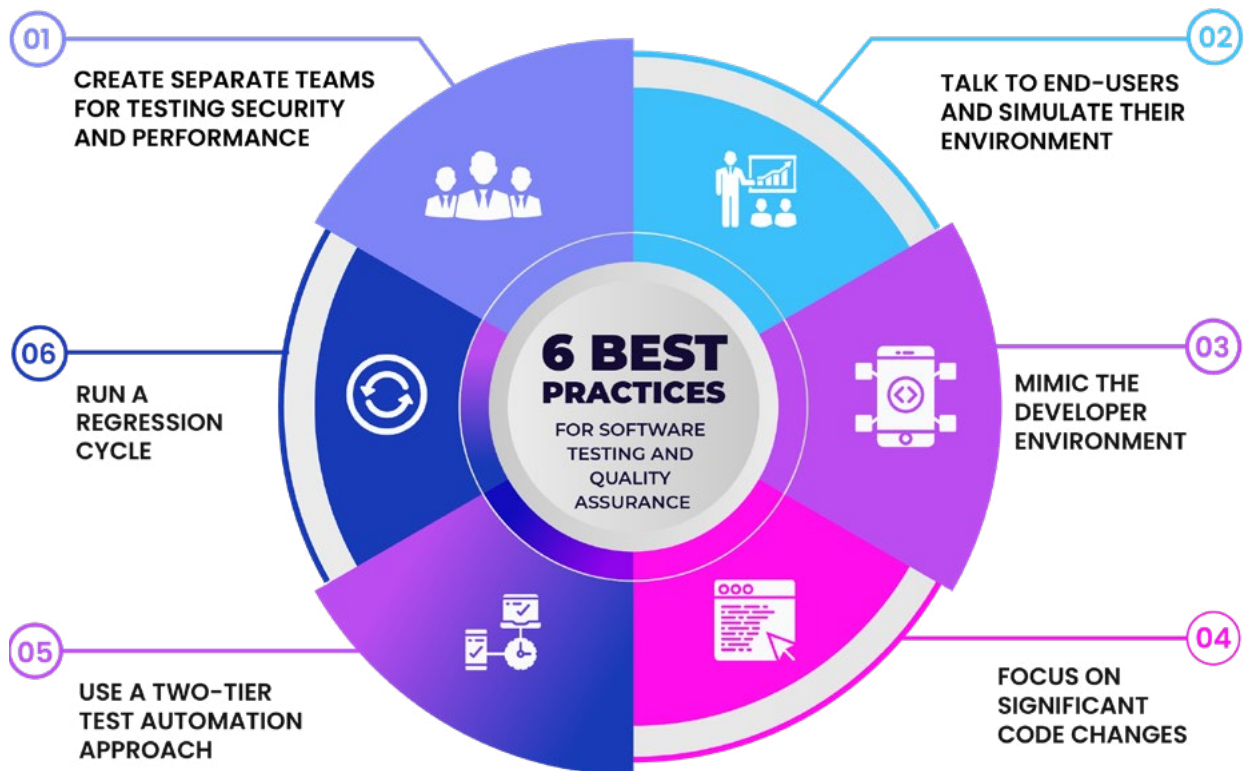 6 BEST
PRACTICES
FOR SOFTWARE
TESTING AND
QUALITY
ASSURANCE
01
CREATE SEPARATE TEAMS
FOR TESTING SECURITY
AND PERFORMANCE
02
TALK TO END-USERS
AND SIMULATE THEIR
ENVIRONMENT
03
MIMIC THE
DEVELOPER
ENVIRONMENT
04
FOCUS ON
SIGNIFICANT
CODE CHANGES
05
USE A TWO-TIER
TEST AUTOMATION
APPROACH
06
RUN A
REGRESSION
CYCLE